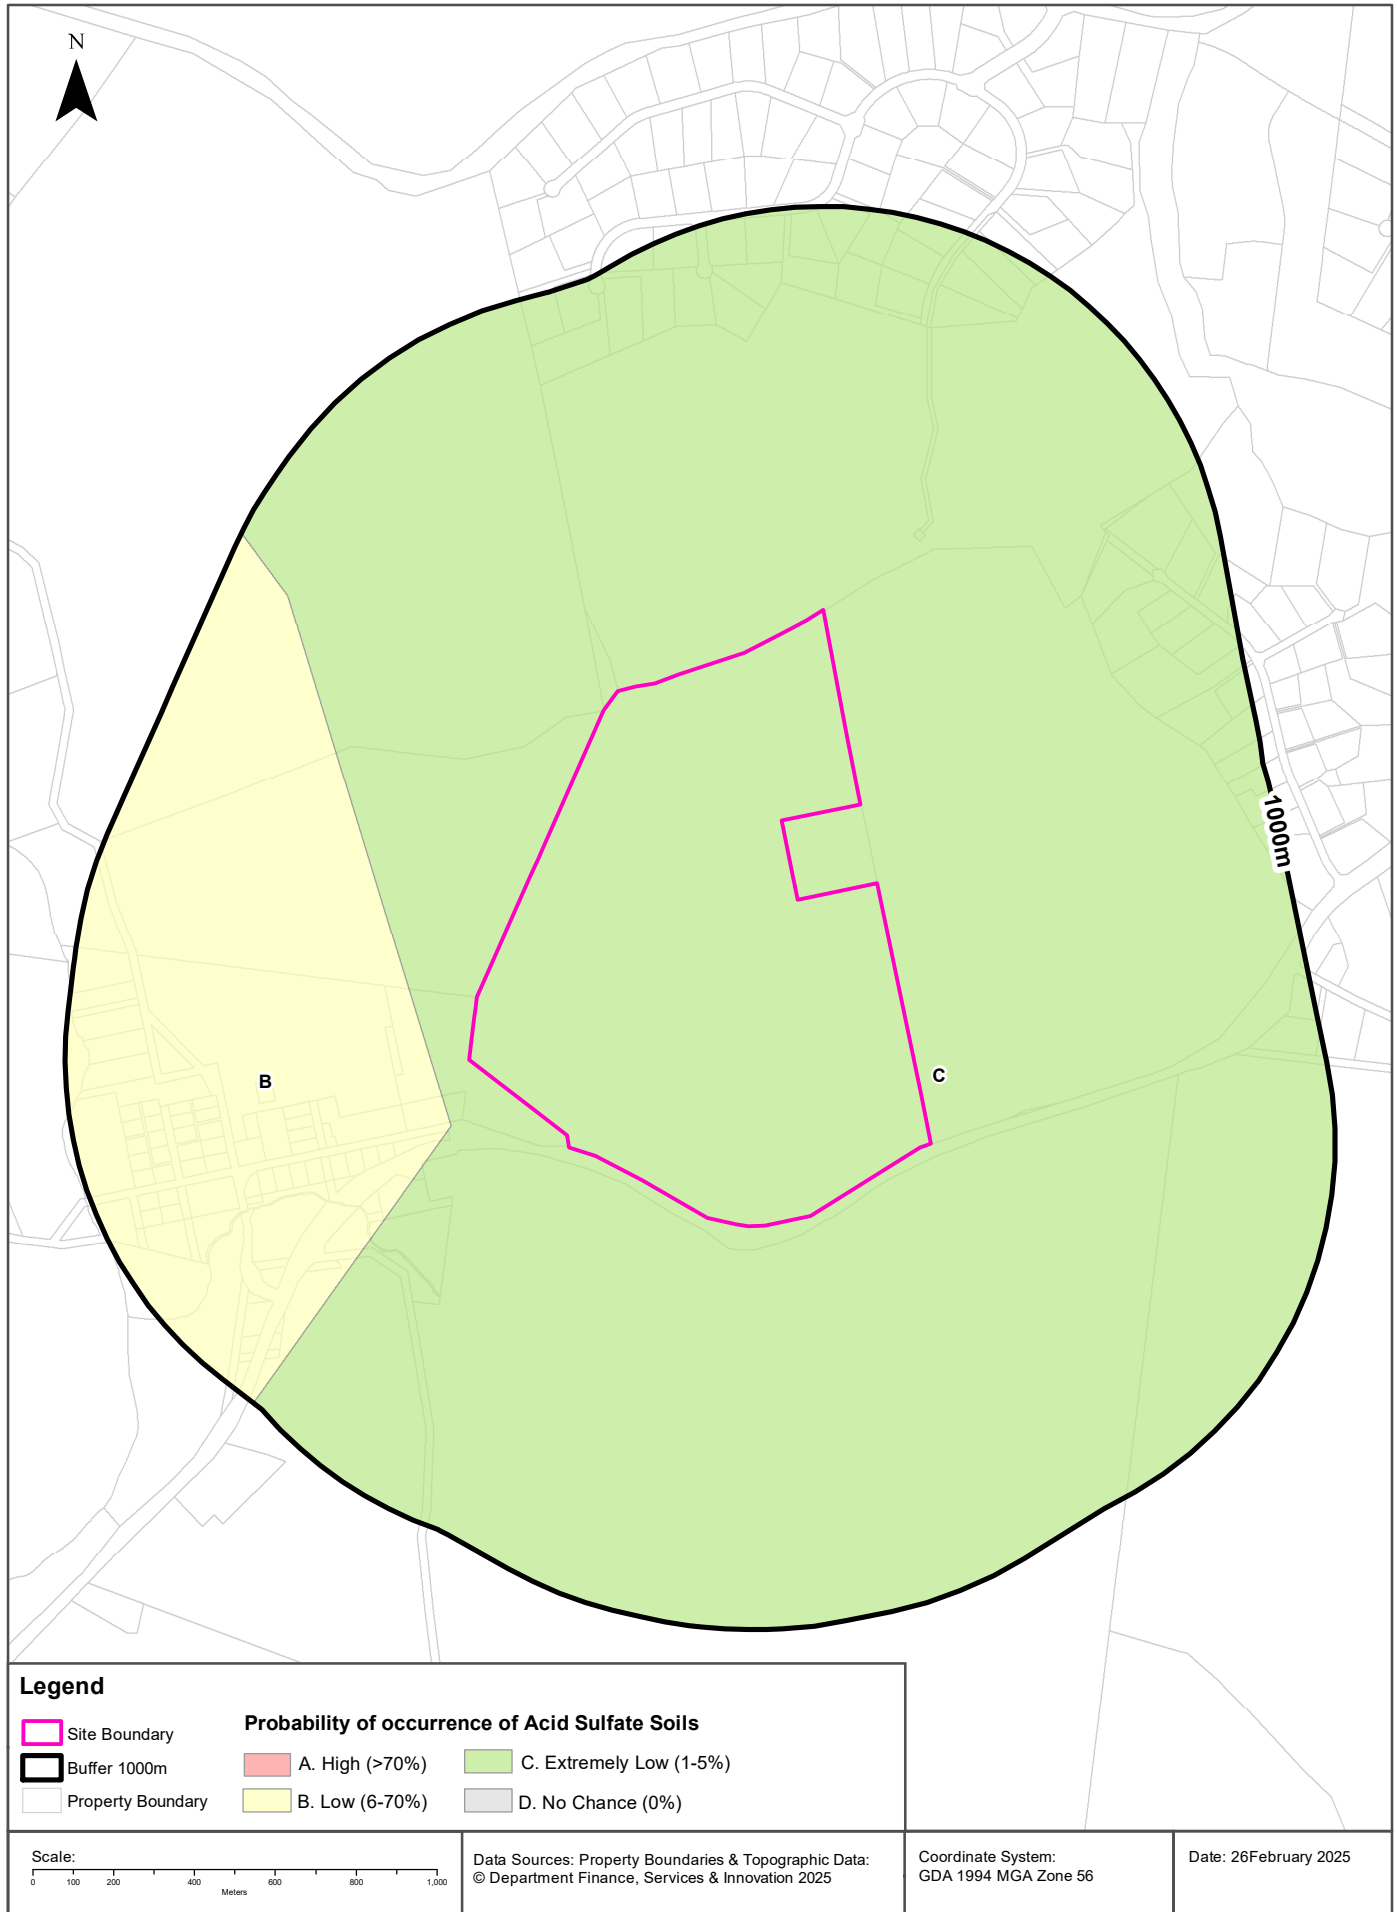 N
1000m
B
C
Legend
Site Boundary
Buffer 1000m
Property Boundary
Probability of occurrence of Acid Sulfate Soils
A. High (>70%)
B. Low (6-70%)
C. Extremely Low (1-5%)
D. No Chance (0%)
Scale:
0 100 200 400 600 800 1,000
Meters
Data Sources: Property Boundaries & Topographic Data:
© Department Finance, Services & Innovation 2025
Coordinate System:
GDA 1994 MGA Zone 56
Date: 26February 2025